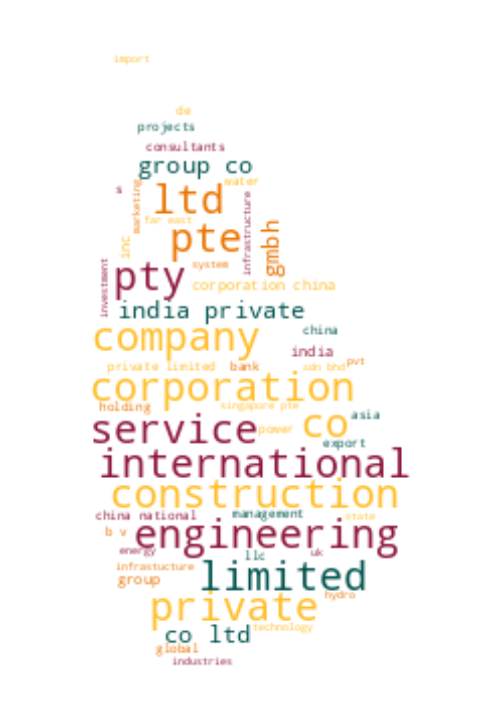 import
de
projects
consultants
group co
water
s
marketing
ltd
infrastructure
far east
inc
pte
gmbh
system
investment
pty
corporation china
india private
company
china
india
private limited
bank
sdn bhd
pvt
corporation
holding
singapore pte
asia
service
power
co
export
international
construction
china national
management
state
b v
engineering
energy
llc
uk
infrastucture
group
limited
hydro
private
co ltd
technology
global
industries